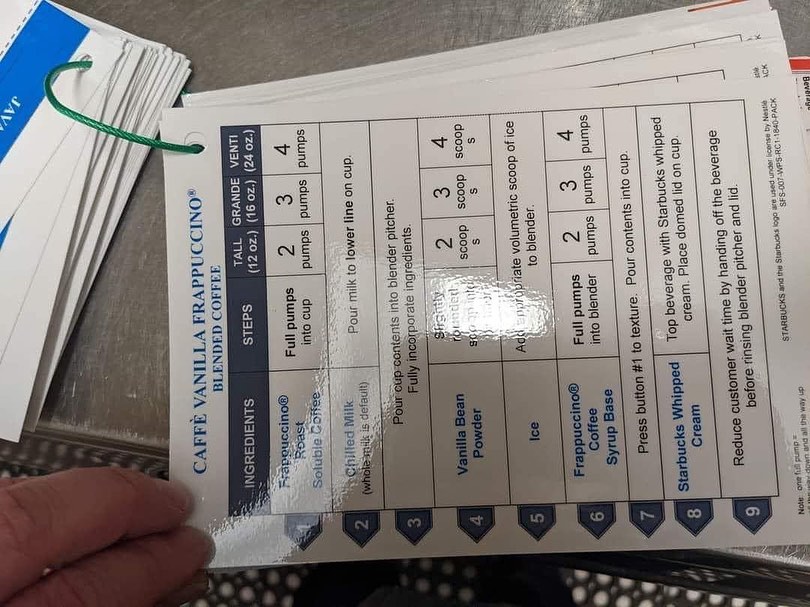 CAFFÈ VANILLA FRAPPUCCINO®
BLENDED COFFEE
INGREDIENTS STEPS TALL (12 oz.) GRANDE (16 oz.) VENTI (24 oz.)
1 Frappuccino® Roast Soluble Coffee Full pumps into cup 2 pumps 3 pumps 4 pumps
2 Chilled Milk (whole milk is default) Pour milk to lower line on cup.
3 Pour cup contents into blender pitcher.
Fully incorporate ingredients.
4 Vanilla Bean Powder Slightly rounded 2 scoop s 3 scoop s 4 scoop s
5 Ice Add appropriate volumetric scoop of ice
to blender.
6 Frappuccino® Coffee Syrup Base Full pumps into blender 2 pumps 3 pumps 4 pumps
7 Press button #1 to texture. Pour contents into cup.
8 Starbucks Whipped Cream Top beverage with Starbucks whipped
cream. Place domed lid on cup.
9 Reduce customer wait time by handing off the beverage
before rinsing blender pitcher and lid.
STARBUCKS and the Starbucks logo are used under license by Nestlé
SFS-007-WPS-RC1-1840-PACK
Note: one full pump =
down and all the way up
JAVA